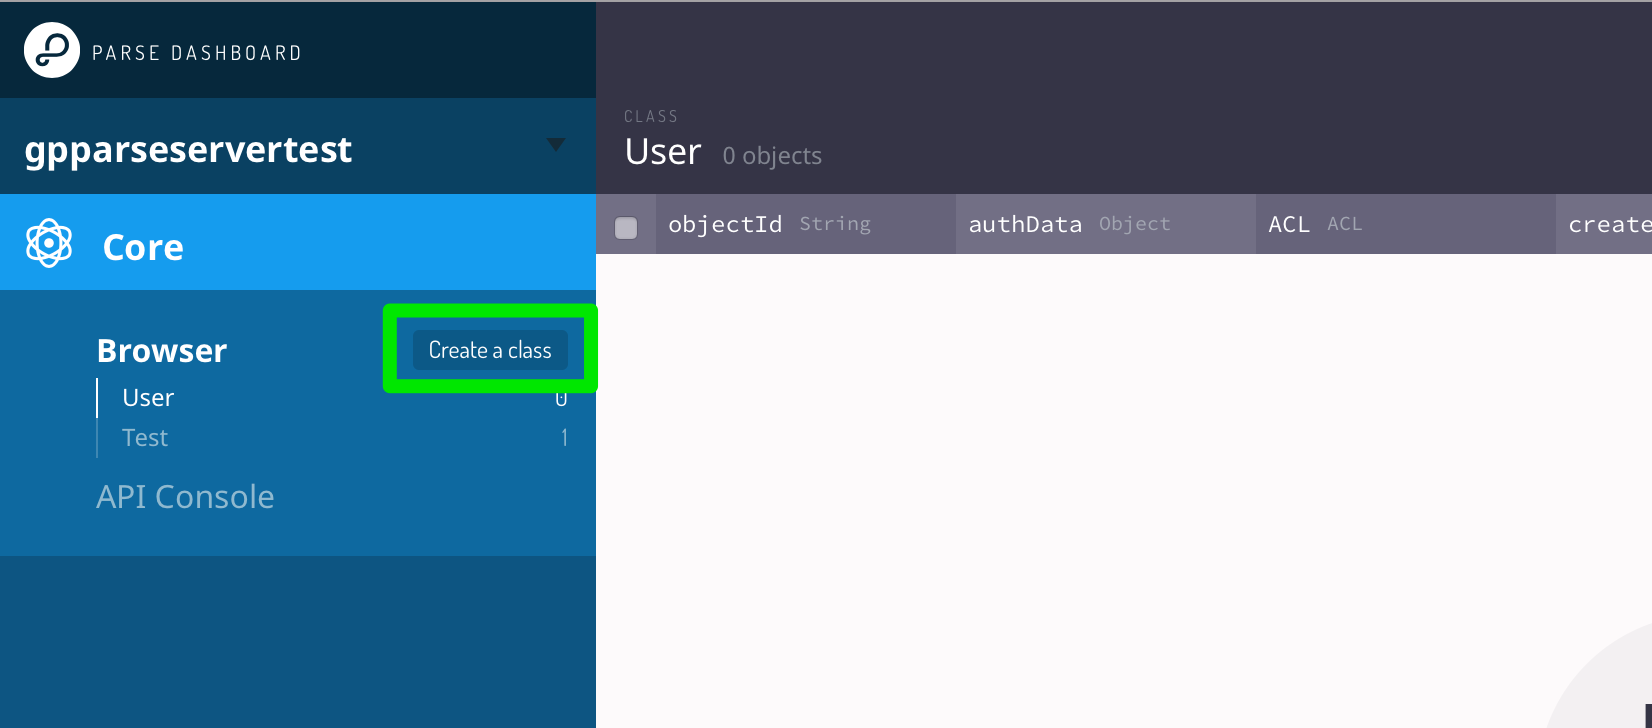 PARSE DASHBOARD
gpparseservertest
Core
Browser
Create a class
User 0
Test 1
API Console
CLASS
User 0 objects
objectId String authData Object ACL ACL create